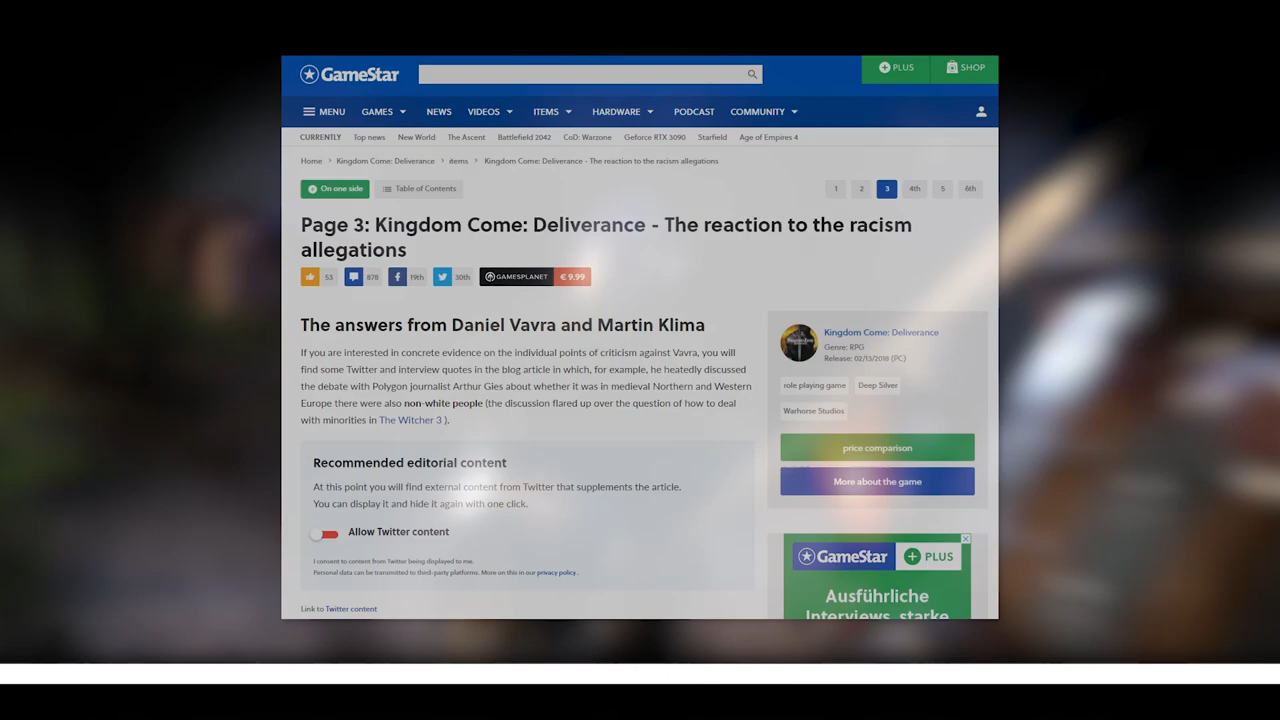 GameStar
PLUS
SHOP
MENU GAMES NEWS VIDEOS ITEMS HARDWARE PODCAST COMMUNITY
CURRENTLY Top news New World The Ascent Battlefield 2042 CoD: Warzone Geforce RTX 3090 Starfield Age of Empires 4
Home > Kingdom Come: Deliverance > items > Kingdom Come: Deliverance - The reaction to the racism allegations
On one side Table of Contents 1 2 3 4th 5 6th
Page 3: Kingdom Come: Deliverance - The reaction to the racism
allegations
53 878 19th 30th GAMESPLANET € 9.99
The answers from Daniel Vavra and Martin Klima
If you are interested in concrete evidence on the individual points of criticism against Vavra, you will
find some Twitter and interview quotes in the blog article in which, for example, he heatedly discussed
the debate with Polygon journalist Arthur Gies about whether it was in medieval Northern and Western
Europe there were also non-white people (the discussion flared up over the question of how to deal
with minorities in The Witcher 3 ).
Recommended editorial content
At this point you will find external content from Twitter that supplements the article.
You can display it and hide it again with one click.
Allow Twitter content
I consent to content from Twitter being displayed to me.
Personal data can be transmitted to third-party platforms. More on this in our privacy policy .
Link to Twitter content
Kingdom Come: Deliverance
Genre: RPG
Release: 02/13/2018 (PC)
role playing game Deep Silver
Warhorse Studios
price comparison
More about the game
GameStar PLUS
Ausführliche
Interviews, starke